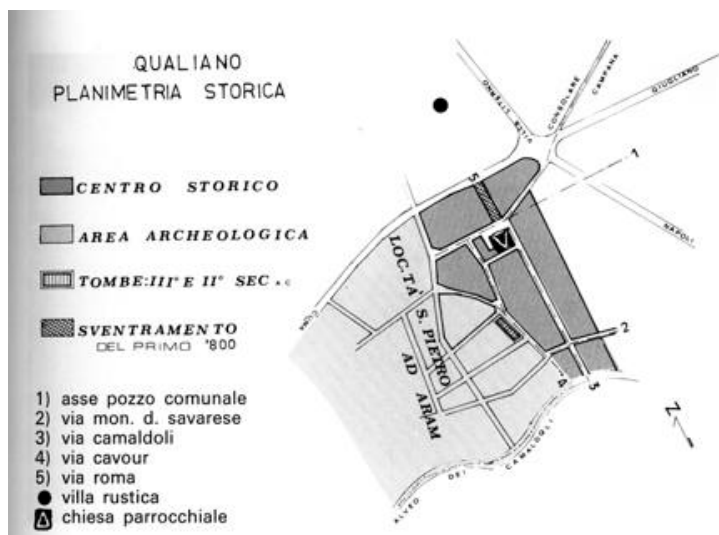 QUALIANO
PLANIMETRIA STORICA
CENTRO STORICO
AREA ARCHEOLOGICA
TOMBE: III° E II° SEC a.C
SVENTRAMENTO
DEL PRIMO '800
1) asse pozzo comunale
2) via mon. d. savarese
3) via camaldoli
4) via cavour
5) via roma
villa rustica
chiesa parrocchiale
CONSOLARE
CAMPANA
GIUGLIANO
NAPOLI
1
5
LOC.TA'
S. PIETRO
AD ARAM
CUMA
2
4
3
ALVEO DEI CAMALDOLI
N